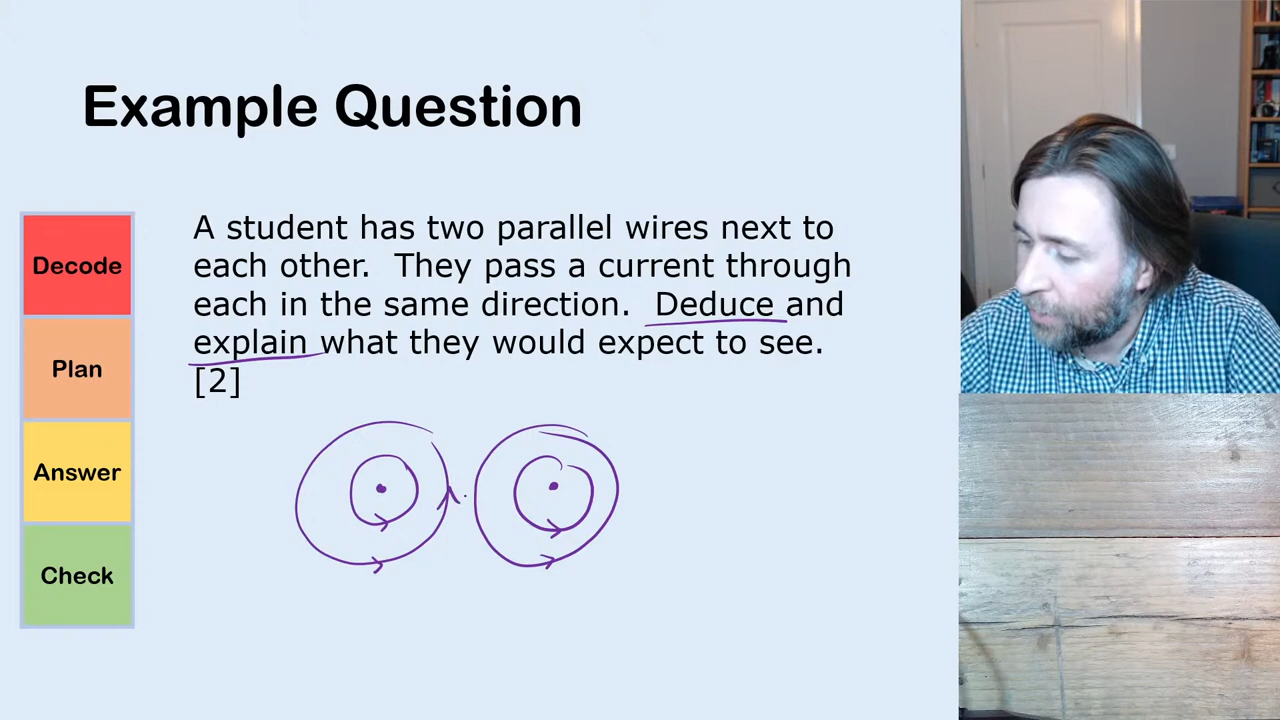 Example Question
Decode
Plan
Answer
Check
A student has two parallel wires next to
each other. They pass a current through
each in the same direction. Deduce and
explain what they would expect to see.
[2]